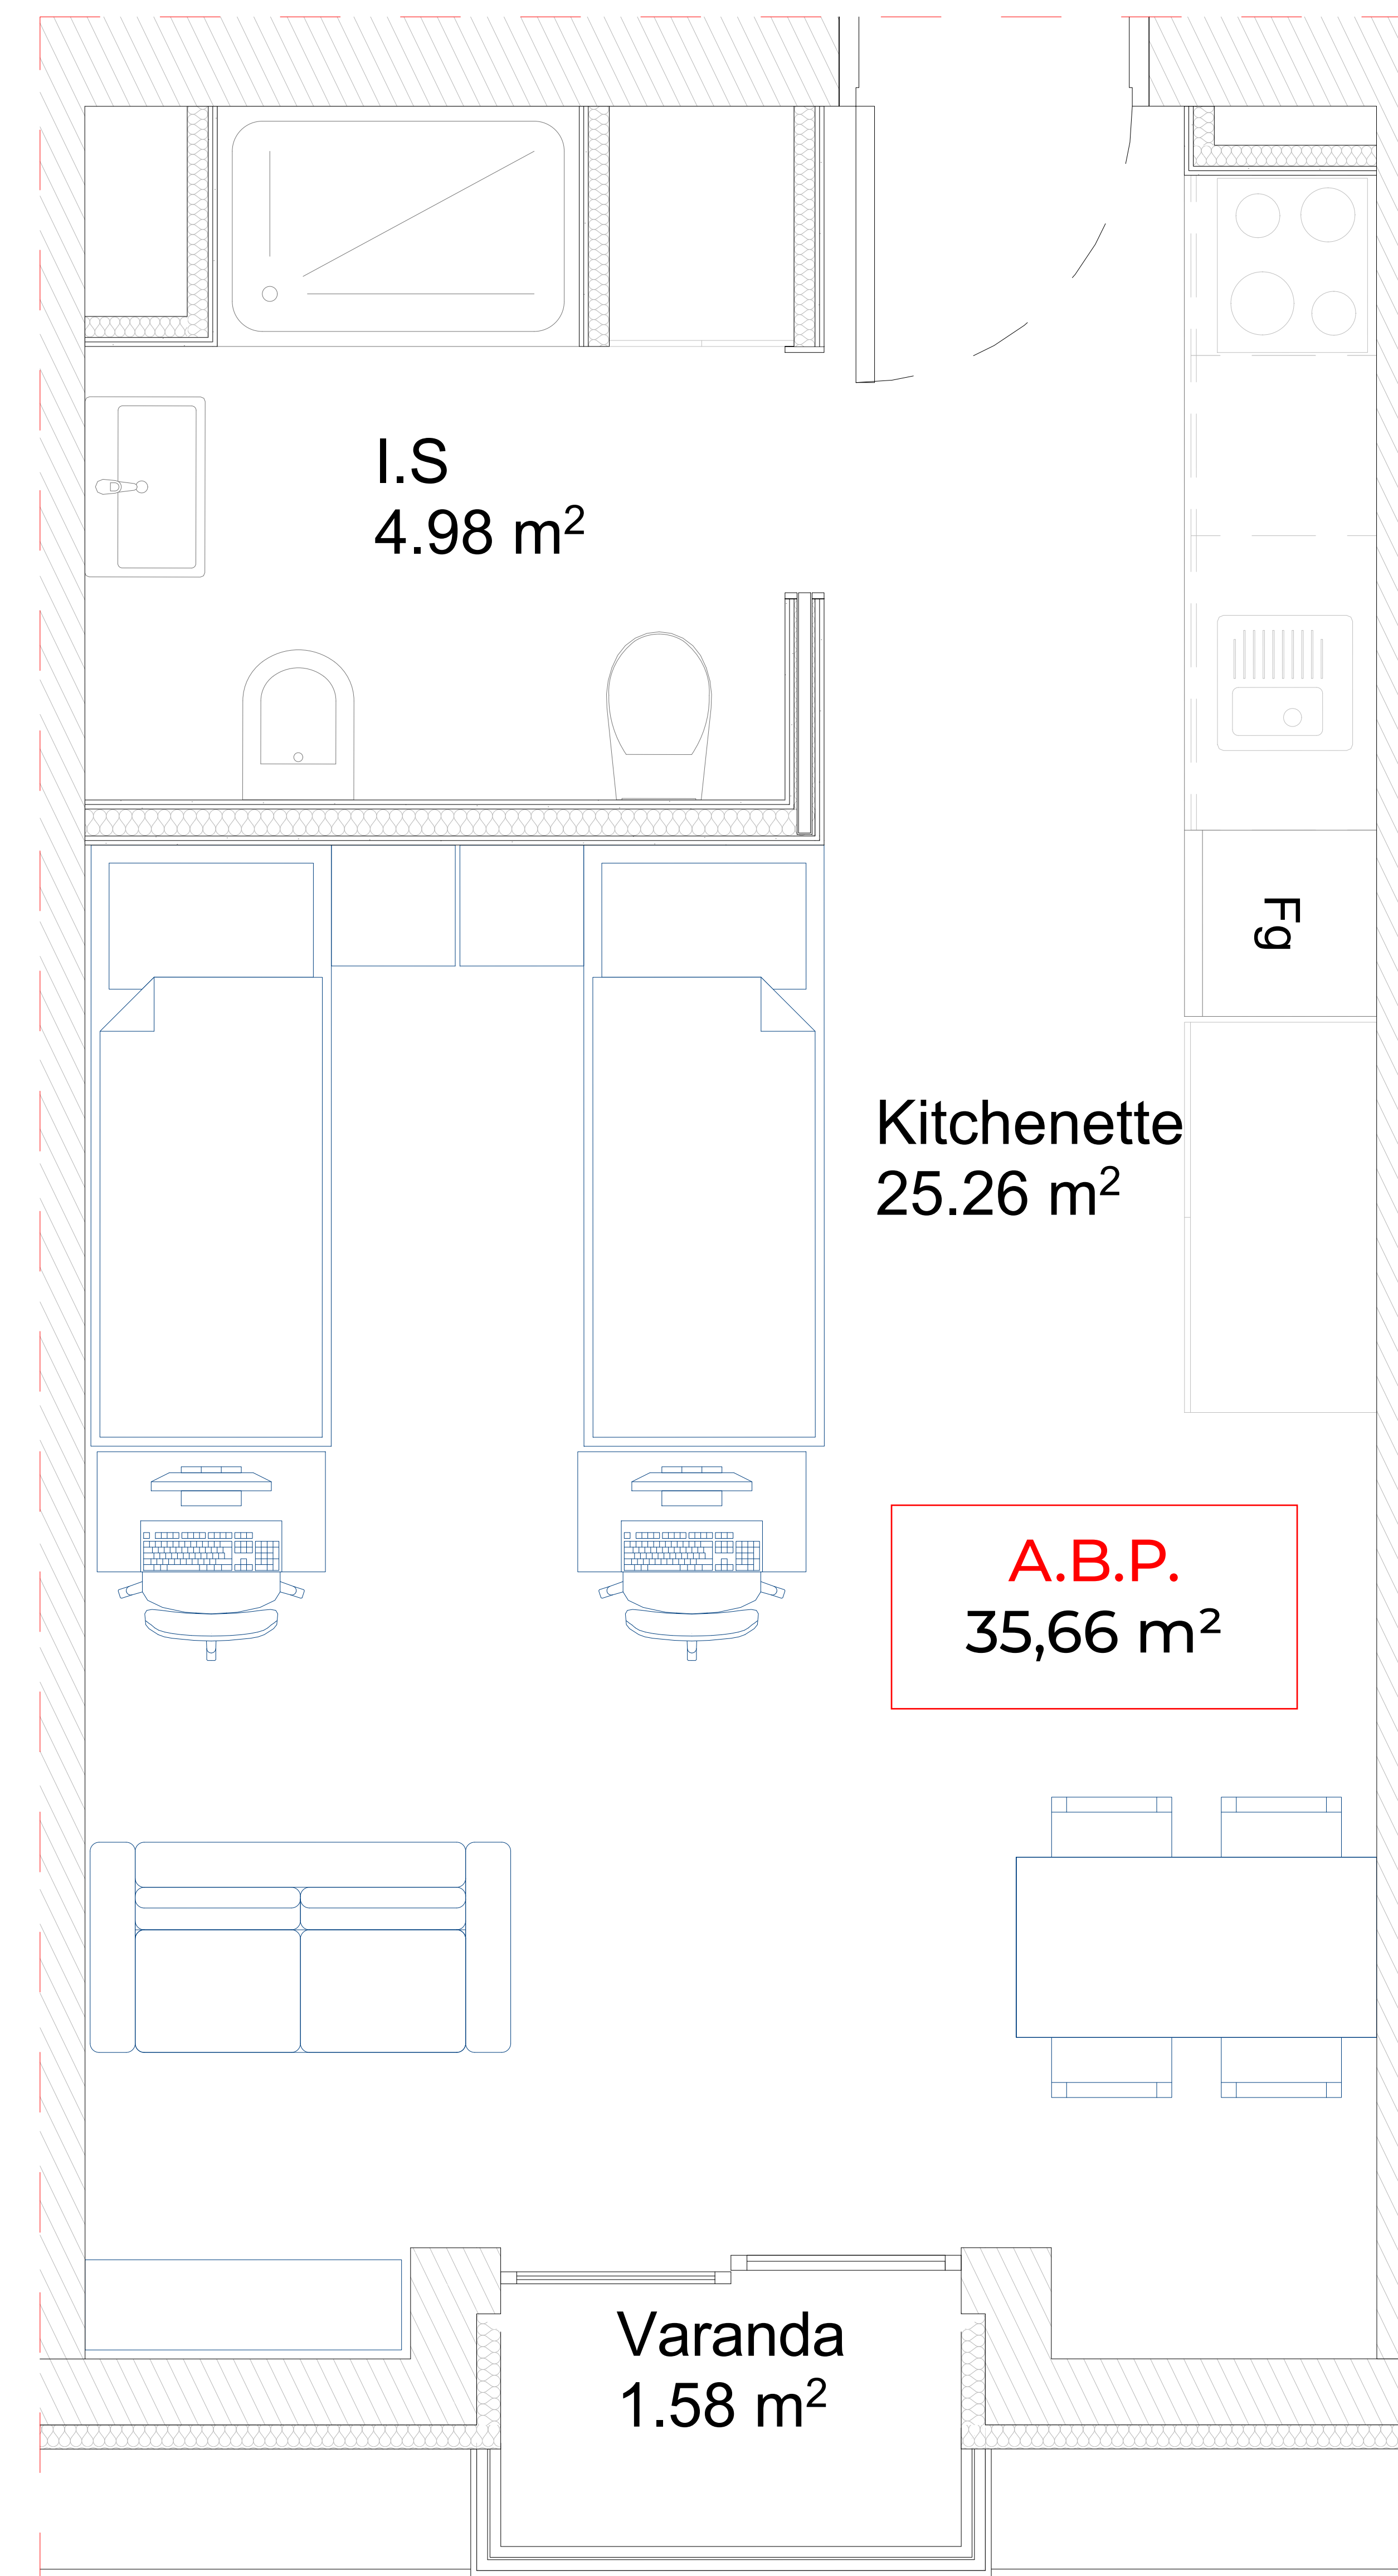 I.S
4.98 m²
Fg
Kitchenette
25.26 m²
A.B.P.
35,66 m²
Varanda
1.58 m²